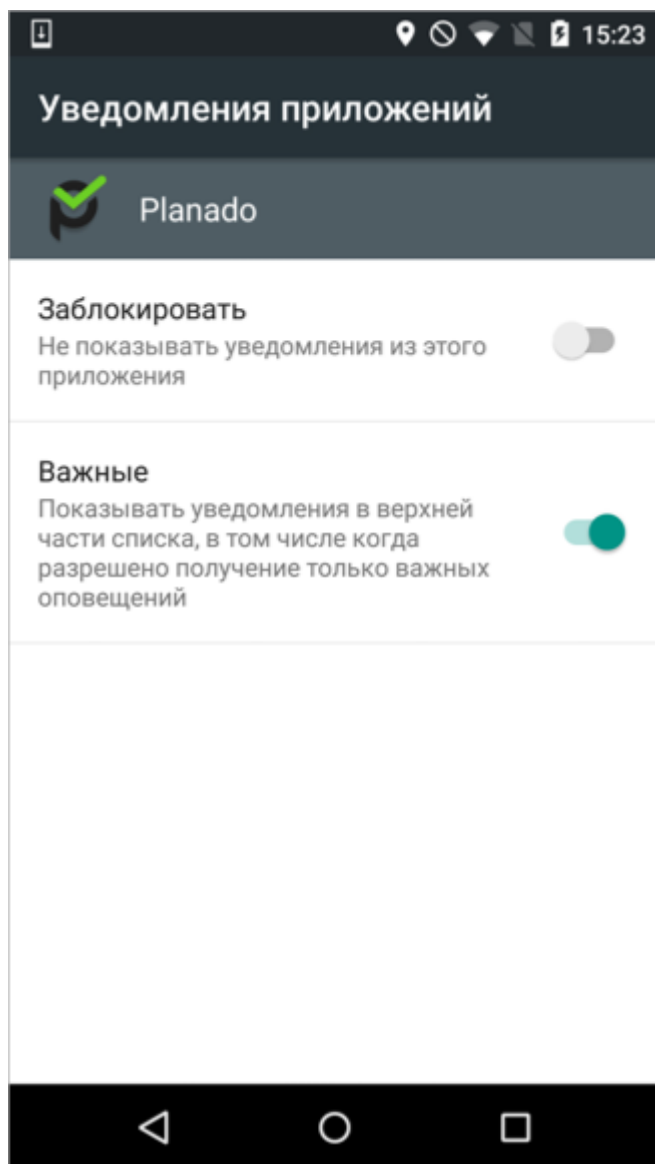 15:23
Уведомления приложений
Planado
Заблокировать
Не показывать уведомления из этого
приложения
Важные
Показывать уведомления в верхней
части списка, в том числе когда
разрешено получение только важных
оповещений